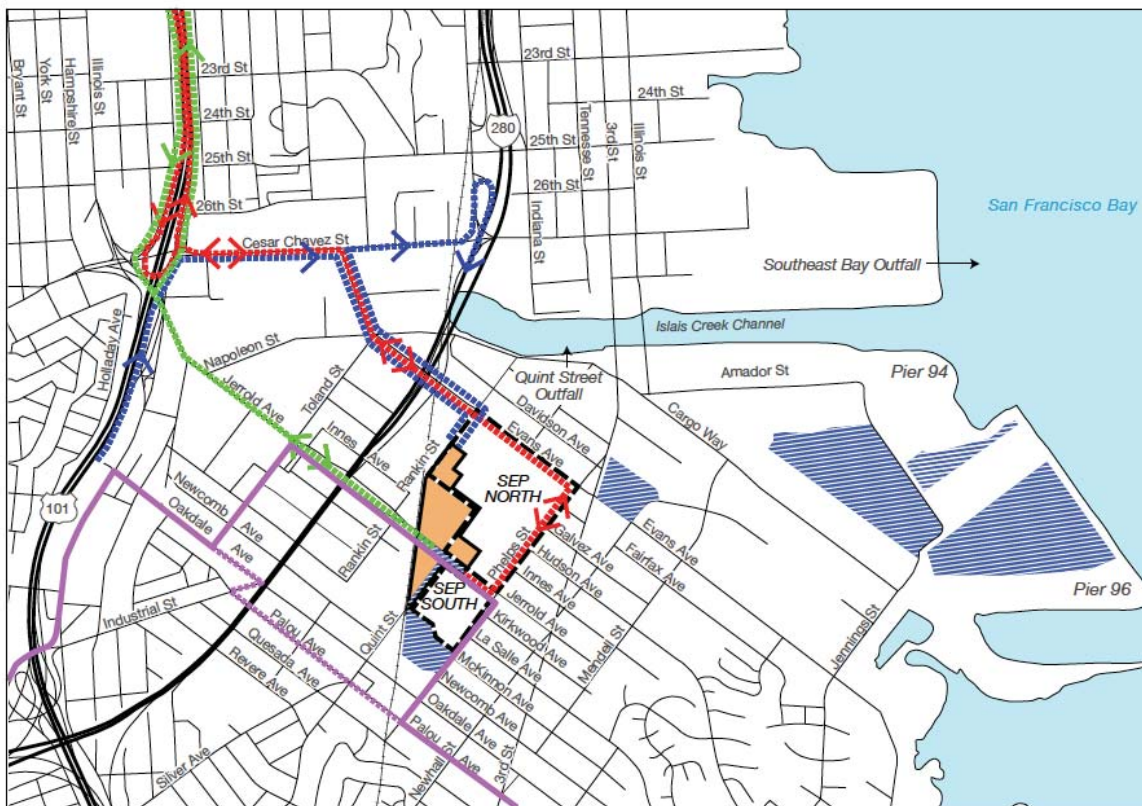 Bryant St
York St
Hampshire St
Illinois St
23rd St
24th St
25th St
26th St
280
23rd St
24th St
25th St
26th St
Tennesse St
3rd St
Illinois St
Indiana St
San Francisco Bay
Cesar Chavez St
Southeast Bay Outfall
Islais Creek Channel
Holladay Ave
Napoleon St
Jerrold Ave
Toland St
Innes Ave
Rankin St
Quint Street
Outfall
Davidson Ave
Evans Ave
Cargo Way
Amador St
Pier 94
101
Newcomb Ave
Oakdale Ave
Rankin St
SEP
NORTH
Phelps St
Galvez Ave
Hudson Ave
Innes Ave
Jerrold Ave
Evans Ave
Fairfax Ave
Pier 96
Industrial St
SEP
SOUTH
Kirkwood Ave
La Salle Ave
McKinnon Ave
Newcomb Ave
Oakdale Ave
Palou Ave
Mendell St
Jennings St
Quint St
Palou Ave
Quesada Ave
Revere Ave
Silver Ave
Newhall
3rd St